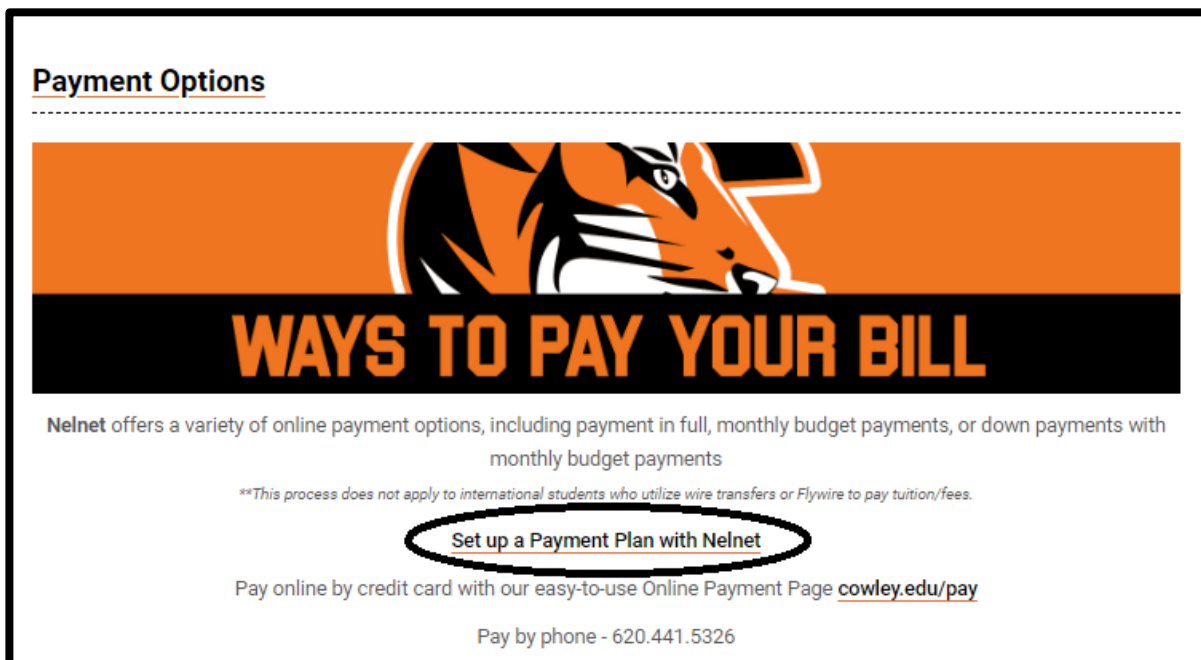 Payment Options
WAYS TO PAY YOUR BILL
Nelnet offers a variety of online payment options, including payment in full, monthly budget payments, or down payments with
monthly budget payments
**This process does not apply to international students who utilize wire transfers or Flywire to pay tuition/fees.
Set up a Payment Plan with Nelnet
Pay online by credit card with our easy-to-use Online Payment Page cowley.edu/pay
Pay by phone - 620.441.5326